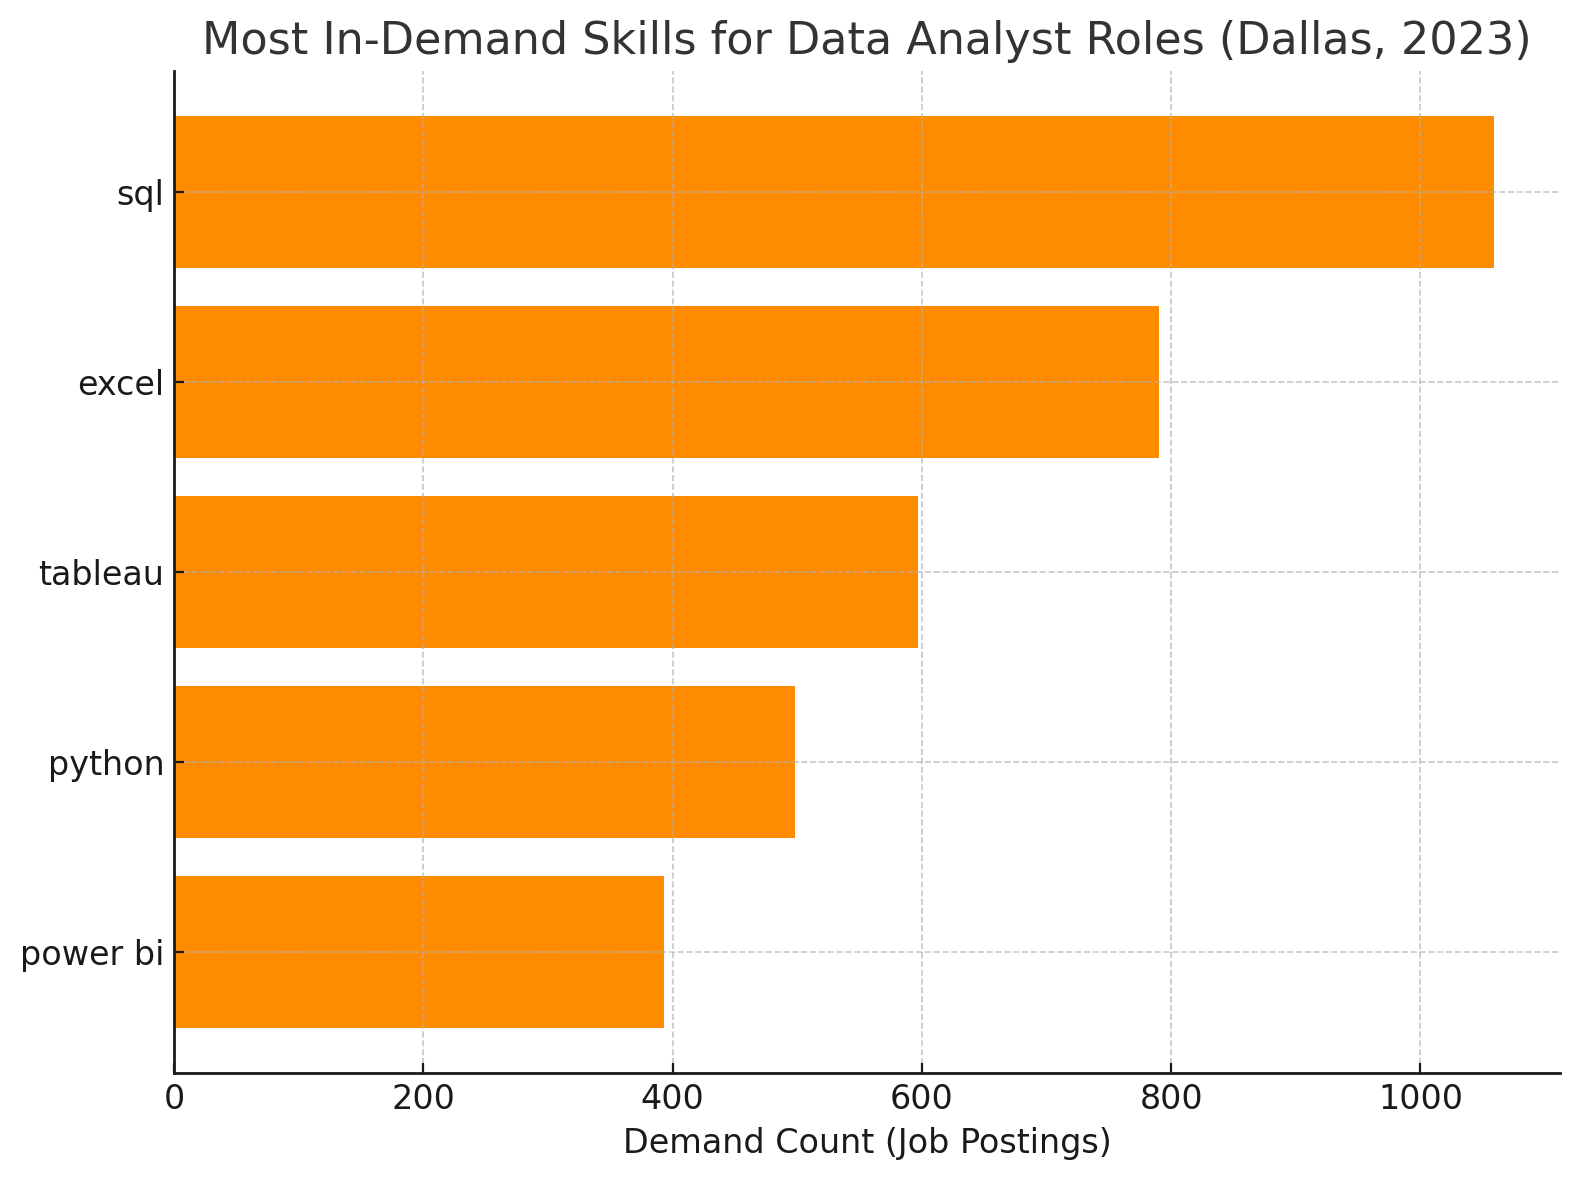 Most In-Demand Skills for Data Analyst Roles (Dallas, 2023)
sql
excel
tableau
python
power bi
0 200 400 600 800 1000
Demand Count (Job Postings)